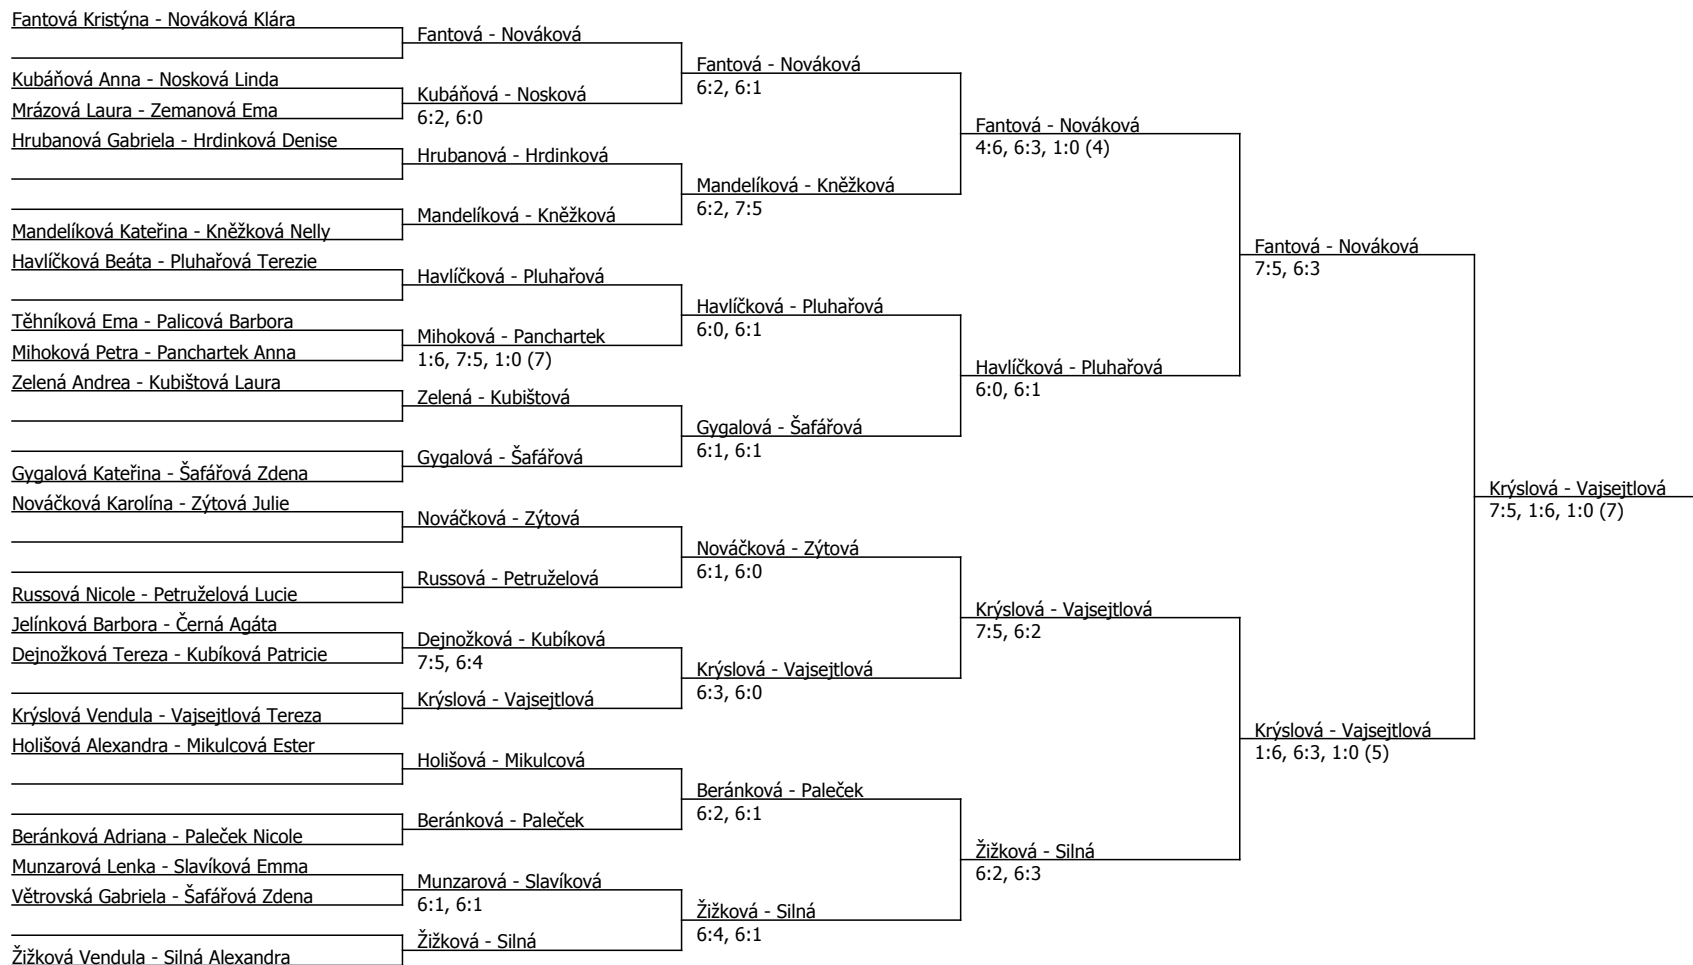 Fantová Kristýna - Nováková Klára
Kubáňová Anna - Nosková Linda
Mrázová Laura - Zemanová Ema
Hrubanová Gabriela - Hrdinková Denise
Mandelíková Kateřina - Kněžková Nelly
Havlíčková Beáta - Pluhařová Terezie
Těhníková Ema - Palicová Barbora
Mihoková Petra - Panchartek Anna
Zelená Andrea - Kubištová Laura
Gygalová Kateřina - Šafářová Zdena
Nováčková Karolína - Zýtová Julie
Russová Nicole - Petruželová Lucie
Jelínková Barbora - Černá Agáta
Dejnožková Tereza - Kubíková Patricie
Krýslová Vendula - Vajsejtlová Tereza
Holišová Alexandra - Mikulcová Ester
Beránková Adriana - Paleček Nicole
Munzarová Lenka - Slavíková Emma
Větrovská Gabriela - Šafářová Zdena
Žižková Vendula - Silná Alexandra
Fantová - Nováková
Kubáňová - Nosková
6:2, 6:0
Hrubanová - Hrdinková
Mandelíková - Kněžková
Havlíčková - Pluhařová
Mihoková - Panchartek
1:6, 7:5, 1:0 (7)
Zelená - Kubištová
Gygalová - Šafářová
Nováčková - Zýtová
Russová - Petruželová
Dejnožková - Kubíková
7:5, 6:4
Krýslová - Vajsejtlová
Holišová - Mikulcová
Beránková - Paleček
Munzarová - Slavíková
6:1, 6:1
Žižková - Silná
Fantová - Nováková
6:2, 6:1
Mandelíková - Kněžková
6:2, 7:5
Havlíčková - Pluhařová
6:0, 6:1
Gygalová - Šafářová
6:1, 6:1
Nováčková - Zýtová
6:1, 6:0
Krýslová - Vajsejtlová
6:3, 6:0
Beránková - Paleček
6:2, 6:1
Žižková - Silná
6:4, 6:1
Fantová - Nováková
4:6, 6:3, 1:0 (4)
Havlíčková - Pluhařová
6:0, 6:1
Krýslová - Vajsejtlová
7:5, 6:2
Žižková - Silná
6:2, 6:3
Fantová - Nováková
7:5, 6:3
Krýslová - Vajsejtlová
1:6, 6:3, 1:0 (5)
Krýslová - Vajsejtlová
7:5, 1:6, 1:0 (7)